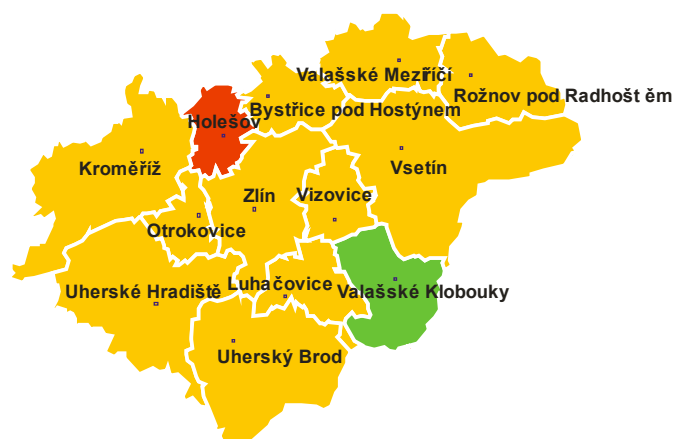 Valašské Meziříčí
Rožnov pod Radhošt ěm
Bystřice pod Hostýnem
Holešov
Kroměříž
Vsetín
Zlín
Vizovice
Otrokovice
Luhačovice
Uherské Hradiště
Valašské Klobouky
Uherský Brod